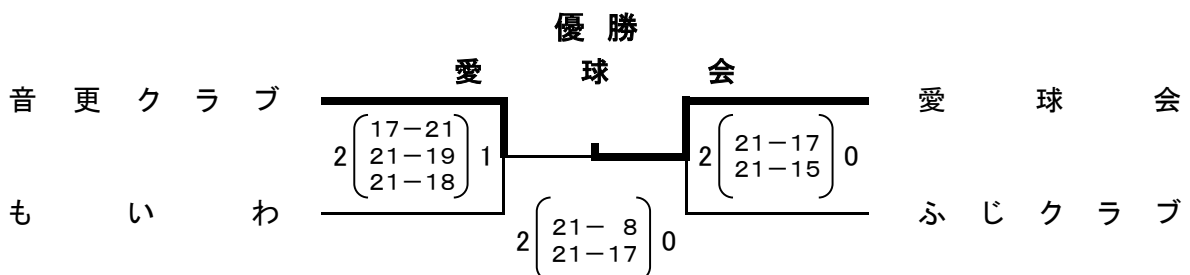 優 勝
愛 球 会
音 更 ク ラ ブ 愛 球 会
2 17－21 1 2 21－17 0
21－19 21－15
21－18
も い わ ふ じ ク ラ ブ
2 21－ 8 0
21－17